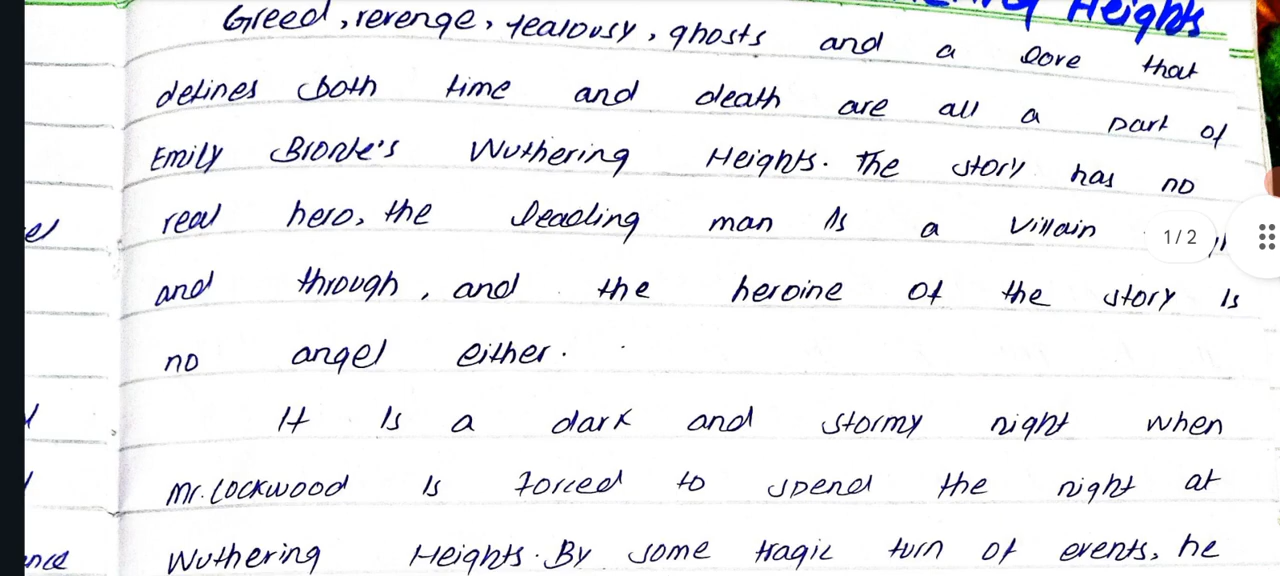 Heights
Greed, revenge, jealousy, ghosts and a love that
defines both time and death are all a part of
Emily Bronte's Wuthering Heights. The story has no
real hero, the leading man is a villain
and through, and the heroine of the story is
no angel either.
It is a dark and stormy night when
Mr. Lockwood is forced to spend the night at
Wuthering Heights. By some tragic turn of events, he
1/2